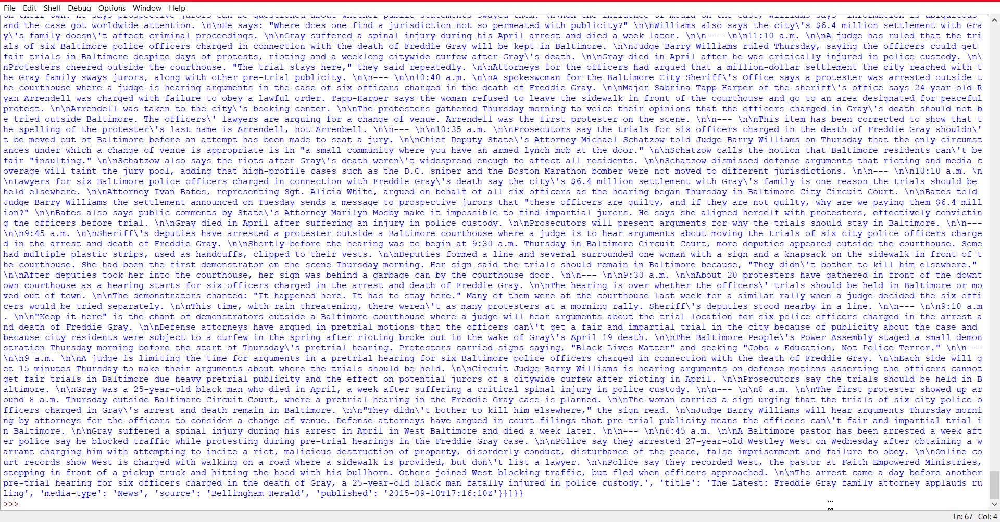 File Edit Shell Debug Options Window Help
on their own. He says prospective jurors can be questioned about whether public statements swayed them. \n\nOn the influence of media on the case, Williams says "information is ubiquitous"
and the case got worldwide attention. \n\nHe says: "Where does one find a jurisdiction not so permeated with publicity?" \n\nWilliams also says the city\'s $6.4 million settlement with Gra
y\'s family doesn\'t affect criminal proceedings. \n\nGray suffered a spinal injury during his April arrest and died a week later. \n\n--- \n\n11:10 a.m. \n\nA judge has ruled that the tri
als of six Baltimore police officers charged in connection with the death of Freddie Gray will be kept in Baltimore. \n\nJudge Barry Williams ruled Thursday, saying the officers could get
fair trials in Baltimore despite days of protests, rioting and a weeklong citywide curfew after Gray\'s death. \n\nGray died in April after he was critically injured in police custody. \n\
nProtesters cheered outside the courthouse. "The trial stays here," they said repeatedly. \n\nAttorneys for the officers had argued that a million-dollar settlement the city reached with t
he Gray family sways jurors, along with other pre-trial publicity. \n\n--- \n\n10:40 a.m. \n\nA spokeswoman for the Baltimore City Sheriff\'s Office says a protester was arrested outside t
he courthouse where a judge is hearing arguments in the case of six officers charged in the death of Freddie Gray. \n\nMajor Sabrina Tapp-Harper of the sheriff\'s office says 24-year-old R
yan Arrendell was charged with failure to obey a lawful order. Tapp-Harper says the woman refused to leave the sidewalk in front of the courthouse and go to an area designated for peaceful
protest. \n\nArrendell was taken to the city\'s booking center. \n\nThe protesters gathered Thursday morning to voice their opinions that the officers charged in Gray\'s death should not b
e tried outside Baltimore. The officers\' lawyers are arguing for a change of venue. Arrendell was the first protester on the scene. \n\n--- \n\nThis item has been corrected to show that t
he spelling of the protester\'s last name is Arrendell, not Arrenbell. \n\n--- \n\n10:35 a.m. \n\nProsecutors say the trials for six officers charged in the death of Freddie Gray shouldn\'
t be moved out of Baltimore before an attempt has been made to seat a jury. \n\nChief Deputy State\'s Attorney Michael Schatzow told Judge Barry Williams on Thursday that the only circumst
ances under which a change of venue is appropriate is in "a small community where you have an armed lynch mob at the door." \n\nSchatzow calls the notion that Baltimore residents can\'t be
fair "insulting." \n\nSchatzow also says the riots after Gray\'s death weren\'t widespread enough to affect all residents. \n\nSchatzow dismissed defense arguments that rioting and media c
overage will taint the jury pool, adding that high-profile cases such as the D.C. sniper and the Boston Marathon bomber were not moved to different jurisdictions. \n\n--- \n\n10:10 a.m. \n
\nLawyers for six Baltimore police officers charged in connection with Freddie Gray\'s death say the city\'s $6.4 million settlement with Gray\'s family is one reason the trials should be
held elsewhere. \n\nAttorney Ivan Bates, representing Sgt. Alicia White, argued on behalf of all six officers as the hearing began Thursday in Baltimore City Circuit Court. \n\nBates told
Judge Barry Williams the settlement announced on Tuesday sends a message to prospective jurors that "these officers are guilty, and if they are not guilty, why are we paying them $6.4 mill
ion?" \n\nBates also says public comments by State\'s Attorney Marilyn Mosby make it impossible to find impartial jurors. He says she aligned herself with protesters, effectively convictin
g the officers before trial. \n\nGray died in April after suffering an injury in police custody. \n\nProsecutors will present arguments for why the trials should stay in Baltimore. \n\n---
\n\n9:45 a.m. \n\nSheriff\'s deputies have arrested a protester outside a Baltimore courthouse where a judge is to hear arguments about moving the trials of six city police officers charge
d in the arrest and death of Freddie Gray. \n\nShortly before the hearing was to begin at 9:30 a.m. Thursday in Baltimore Circuit Court, more deputies appeared outside the courthouse. Some
had multiple plastic strips, used as handcuffs, clipped to their vests. \n\nDeputies formed a line and several surrounded one woman with a sign and a knapsack on the sidewalk in front of t
he courthouse. She had been the first demonstrator on the scene Thursday morning. Her sign said the trials should remain in Baltimore because, "They didn\'t bother to kill him elsewhere."
\n\nAfter deputies took her into the courthouse, her sign was behind a garbage can by the courthouse door. \n\n--- \n\n9:30 a.m. \n\nAbout 20 protesters have gathered in front of the downt
own courthouse as a hearing starts for six officers charged in the arrest and death of Freddie Gray. \n\nThe hearing is over whether the officers\' trials should be held in Baltimore or mo
ved out of town. \n\nThe demonstrators chanted: "It happened here. It has to stay here." Many of them were at the courthouse last week for a similar rally when a judge decided the six offi
cers would be tried separately. \n\nThis time, with rain threatening, there weren\'t as many protesters at a morning rally. Sheriff\'s deputies stood nearby in a line. \n\n--- \n\n9:10 a.m
. \n\n"Keep it here" is the chant of demonstrators outside a Baltimore courthouse where a judge will hear arguments about the trial location for six police officers charged in the arrest a
nd death of Freddie Gray. \n\nDefense attorneys have argued in pretrial motions that the officers can\'t get a fair and impartial trial in the city because of publicity about the case and
because city residents were subject to a curfew in the spring after rioting broke out in the wake of Gray\'s April 19 death. \n\nThe Baltimore People\'s Power Assembly staged a small demon
stration Thursday morning before the start of Thursday\'s pretrial hearing. Protesters carried signs saying, "Black Lives Matter" and seeking "Jobs & Education, Not Police Terror." \n\n---
\n\n9 a.m. \n\nA judge is limiting the time for arguments in a pretrial hearing for six Baltimore police officers charged in connection with the death of Freddie Gray. \n\nEach side will g
et 15 minutes Thursday to make their arguments about where the trials should be held. \n\nCircuit Judge Barry Williams is hearing arguments on defense motions asserting the officers cannot
get fair trials in Baltimore due heavy pretrial publicity and the effect on potential jurors of a citywide curfew after rioting in April. \n\nProsecutors say the trials should be held in B
altimore. \n\nGray was a 25-year-old black man who died in April, a week after suffering a critical spinal injury in police custody. \n\n--- \n\n8 a.m. \n\nThe first protester showed up ar
ound 8 a.m. Thursday outside Baltimore Circuit Court, where a pretrial hearing in the Freddie Gray case is planned. \n\nThe woman carried a sign urging that the trials of six city police o
fficers charged in Gray\'s arrest and death remain in Baltimore. \n\n"They didn\'t bother to kill him elsewhere," the sign read. \n\nJudge Barry Williams will hear arguments Thursday morni
ng by attorneys for the officers to consider a change of venue. Defense attorneys have argued in court filings that pre-trial publicity means the officers can\'t fair and impartial trial i
n Baltimore. \n\nGray suffered a spinal injury during his arrest in April in West Baltimore and died a week later. \n\n--- \n\n6:45 a.m. \n\nA Baltimore pastor has been arrested a week aft
er police say he blocked traffic while protesting during pre-trial hearings in the Freddie Gray case. \n\nPolice say they arrested 27-year-old Westley West on Wednesday after obtaining a w
arrant charging him with attempting to incite a riot, malicious destruction of property, disorderly conduct, disturbance of the peace, false imprisonment and failure to obey. \n\nOnline co
urt records show West is charged with walking on a road where a sidewalk is provided, but don\'t list a lawyer. \n\nPolice say they recorded West, the pastor at Faith Empowered Ministries,
stepping in front of a pickup truck and hitting the hood with his bullhorn. Others joined West blocking traffic, but fled when officers approached. \n\nThe arrest came a day before another
pre-trial hearing for six officers charged in the death of Gray, a 25-year-old black man fatally injured in police custody.', 'title': 'The Latest: Freddie Gray family attorney applauds ru
ling', 'media-type': 'News', 'source': 'Bellingham Herald', 'published': '2015-09-10T17:16:10Z'}}]}}
>>>
Ln: 67 Col: 4